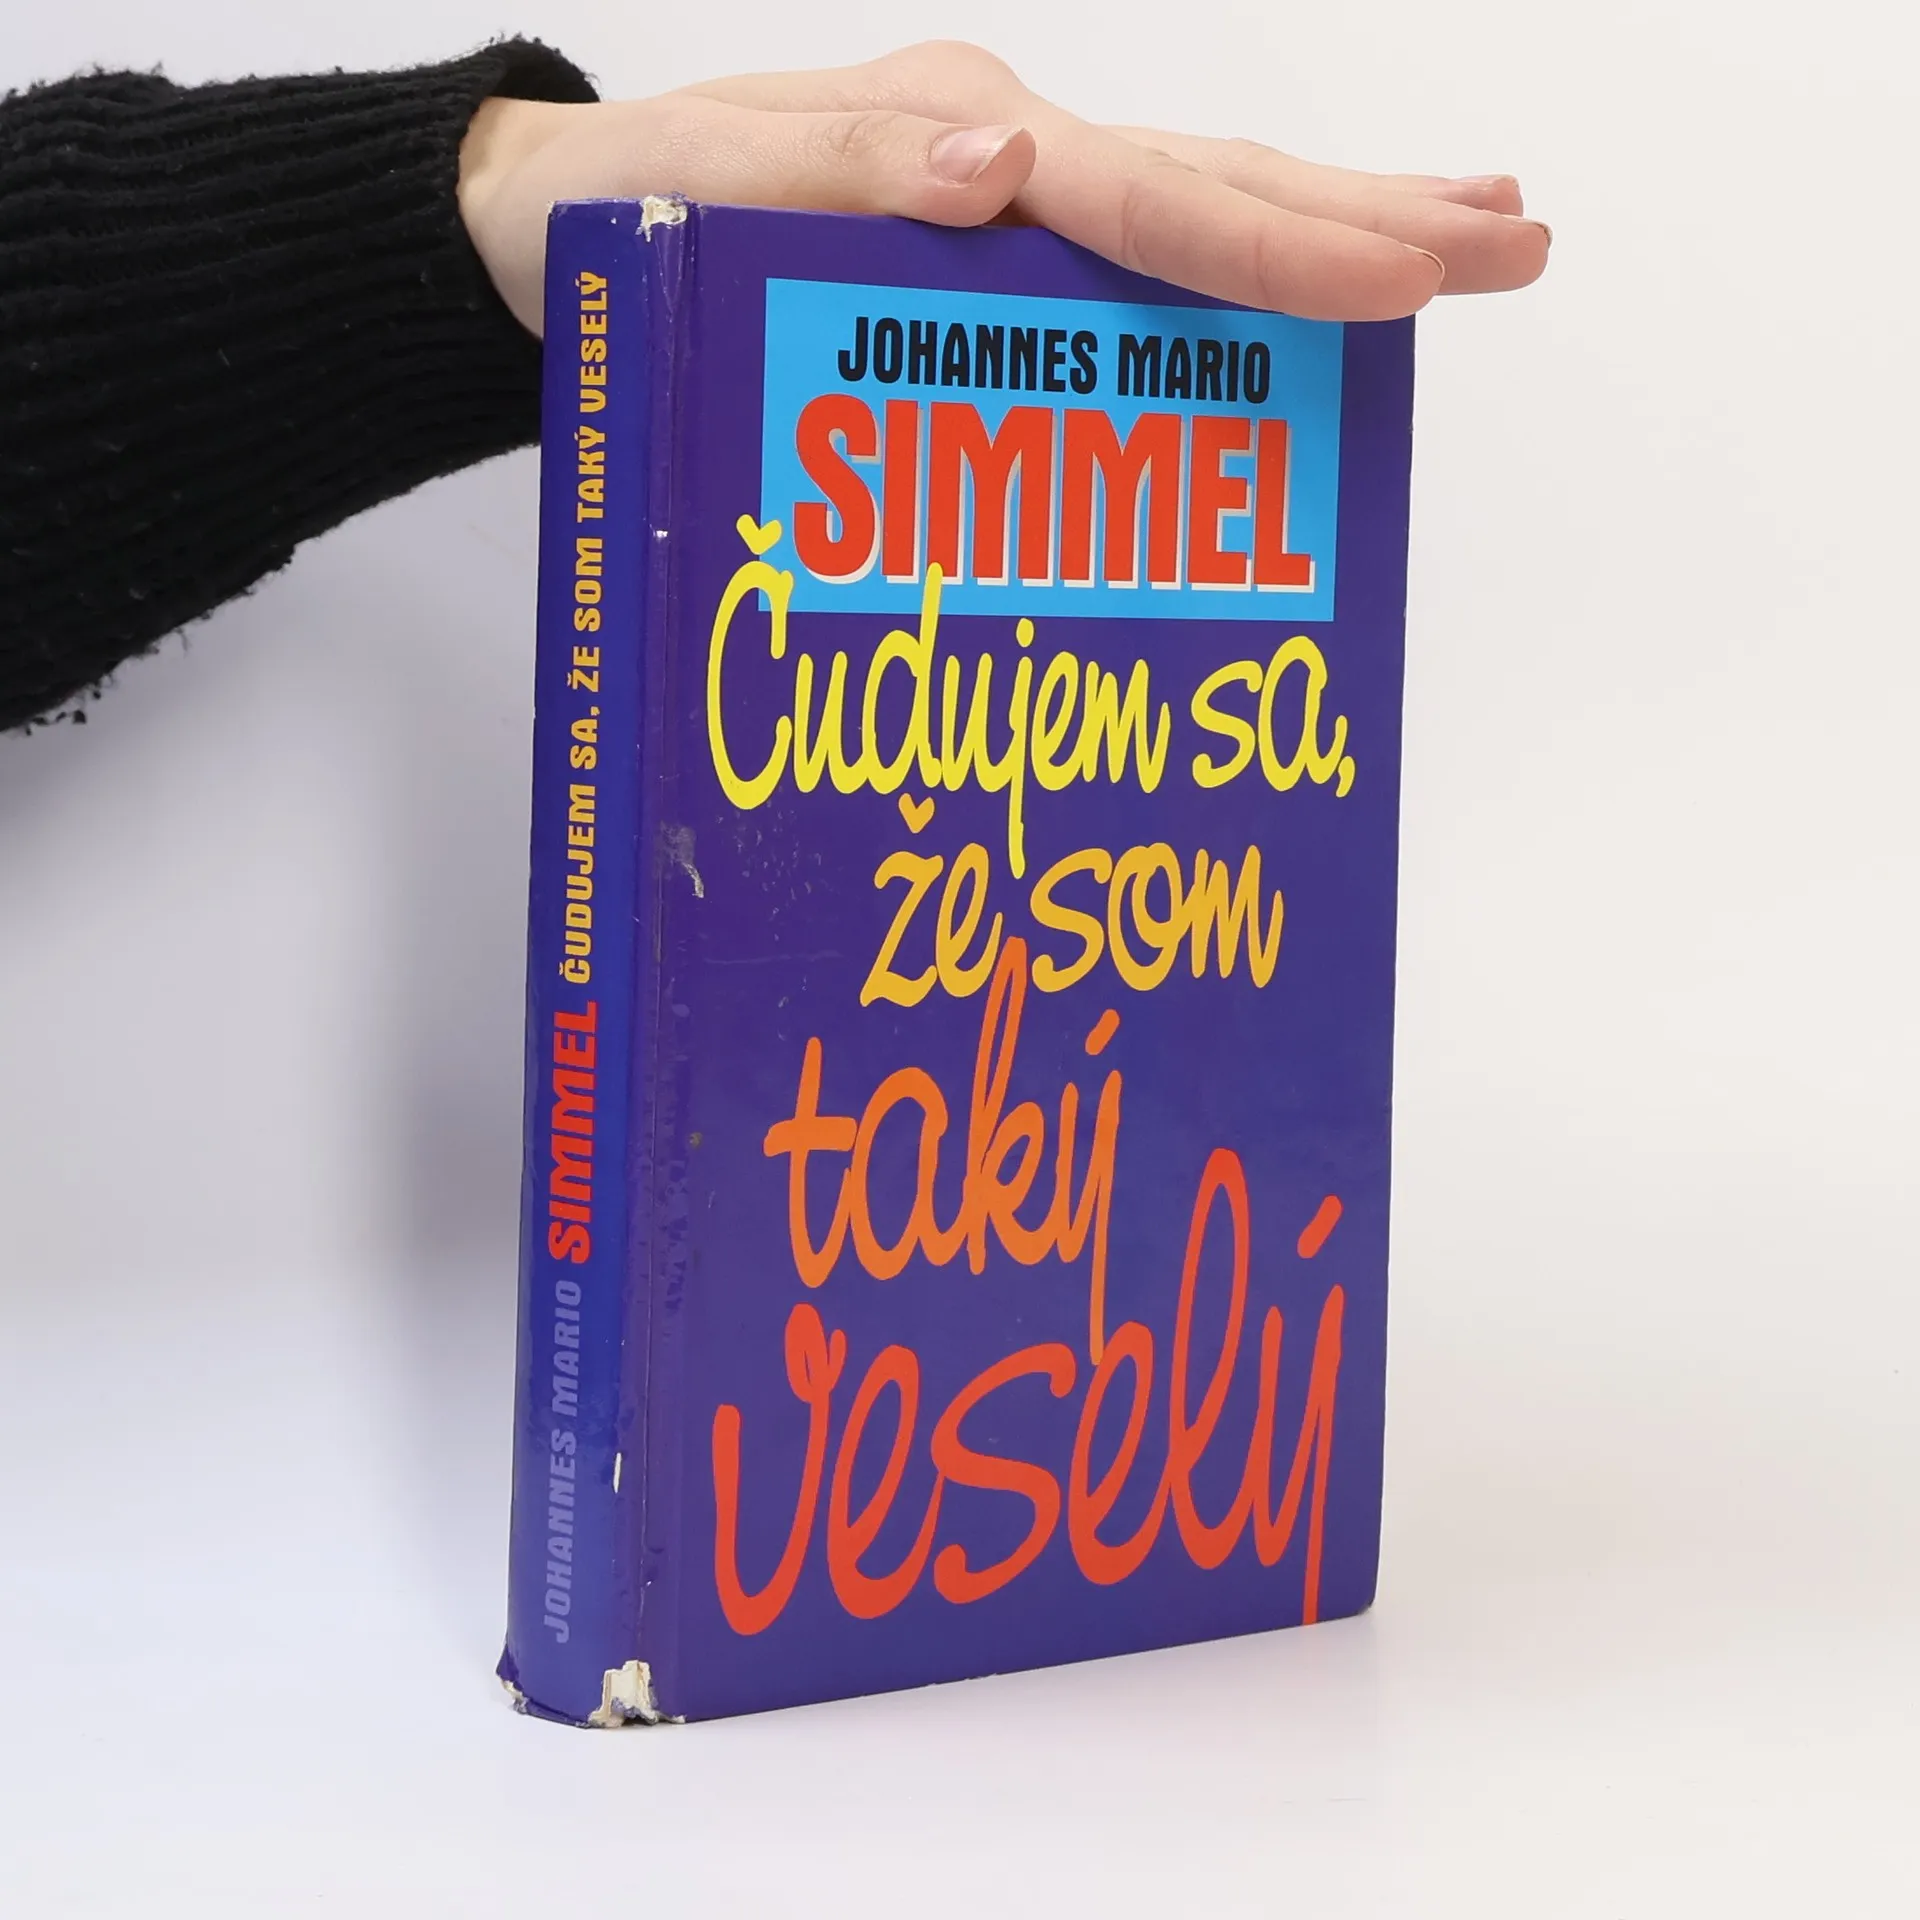 JOHANNES MARIO
SIMMEL
Čudujem sa,
že som
taký
veselý
JOHANNES MARIO SIMMEL ČUDUJEM SA, ŽE SOM TAKÝ VESELÝ